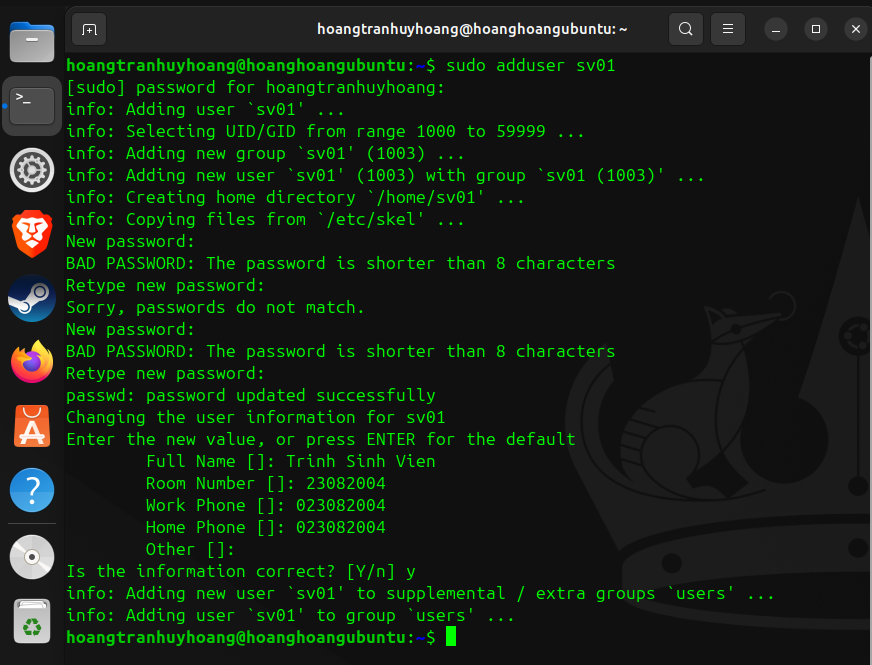 hoangtranhuyhoang@hoanghoangubuntu: ~
hoangtranhuyhoang@hoanghoangubuntu:~$ sudo adduser sv01
[sudo] password for hoangtranhuyhoang:
info: Adding user `sv01' ...
info: Selecting UID/GID from range 1000 to 59999 ...
info: Adding new group `sv01' (1003) ...
info: Adding new user `sv01' (1003) with group `sv01 (1003)' ...
info: Creating home directory `/home/sv01' ...
info: Copying files from `/etc/skel' ...
New password:
BAD PASSWORD: The password is shorter than 8 characters
Retype new password:
Sorry, passwords do not match.
New password:
BAD PASSWORD: The password is shorter than 8 characters
Retype new password:
passwd: password updated successfully
Changing the user information for sv01
Enter the new value, or press ENTER for the default
Full Name []: Trinh Sinh Vien
Room Number []: 23082004
Work Phone []: 023082004
Home Phone []: 023082004
Other []:
Is the information correct? [Y/n] y
info: Adding new user `sv01' to supplemental / extra groups `users' ...
info: Adding user `sv01' to group `users' ...
hoangtranhuyhoang@hoanghoangubuntu:~$